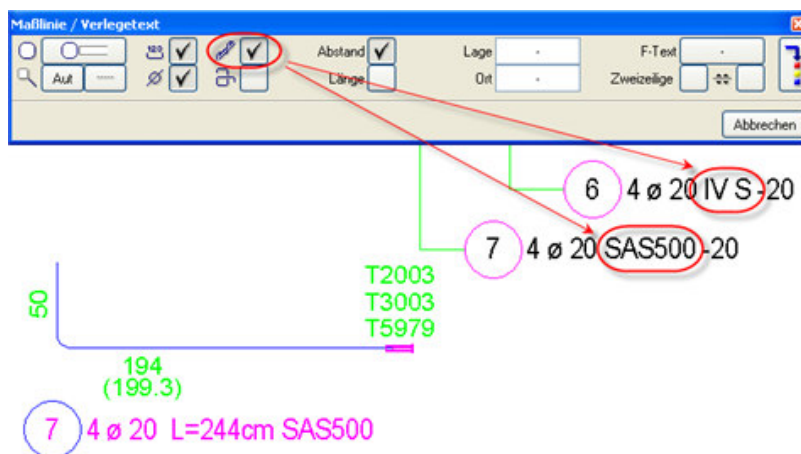 Maßlinie / Verlegetext
Abstand Lage - F-Text -
Aut Länge Ort - Zweizeilige
Abbrechen
6 4 ø 20 IV S -20
7 4 ø 20 SAS500 -20
T2003
T3003
T5979
50
194
(199.3)
7 4 ø 20 L=244cm SAS500